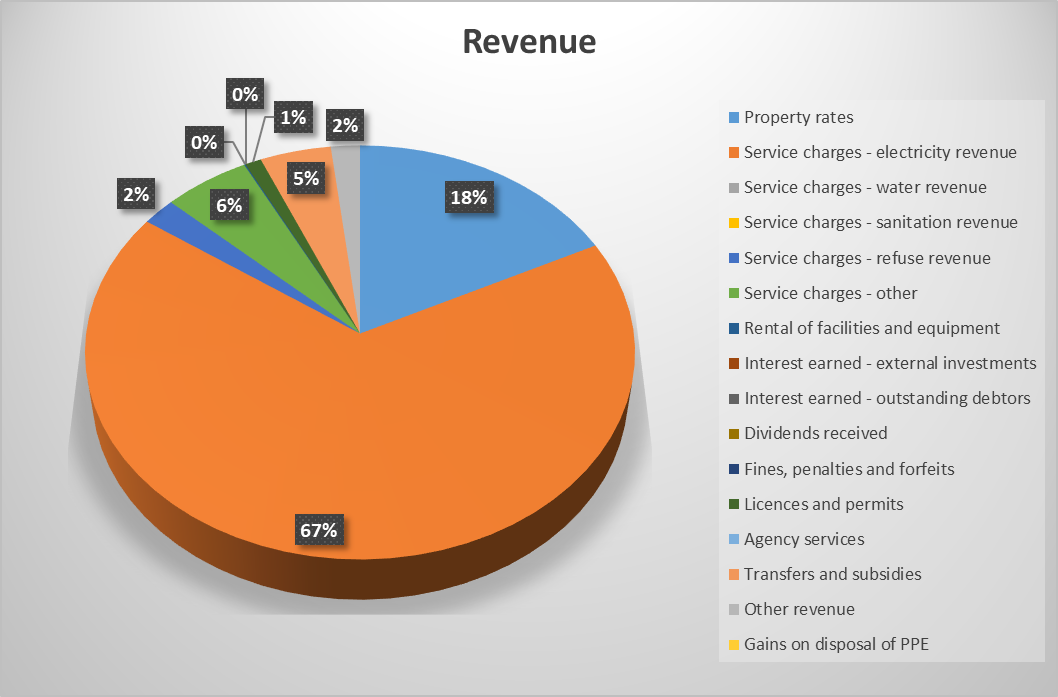 Revenue
0%
0%
1%
2%
2%
6%
5%
18%
67%
Property rates
Service charges - electricity revenue
Service charges - water revenue
Service charges - sanitation revenue
Service charges - refuse revenue
Service charges - other
Rental of facilities and equipment
Interest earned - external investments
Interest earned - outstanding debtors
Dividends received
Fines, penalties and forfeits
Licences and permits
Agency services
Transfers and subsidies
Other revenue
Gains on disposal of PPE